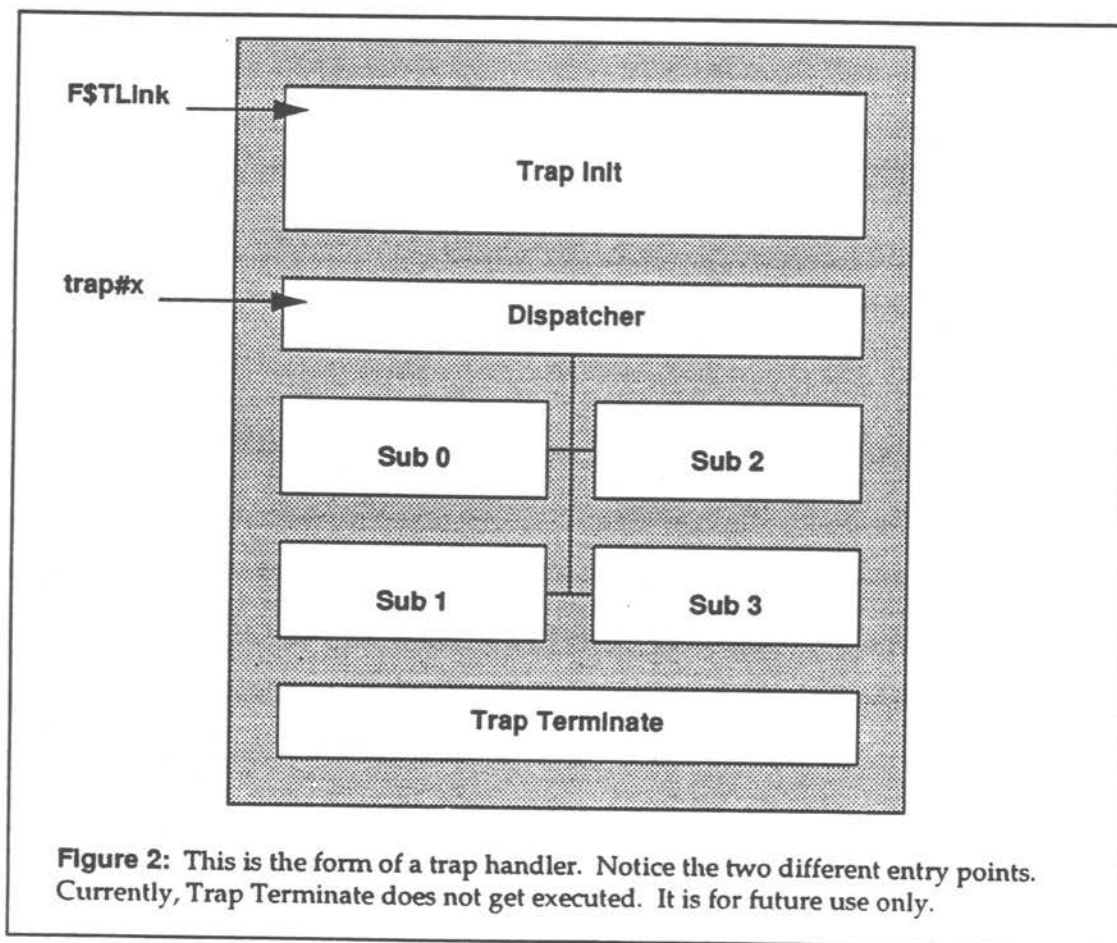 F$TLink
Trap Init
trap#x
Dispatcher
Sub 0
Sub 2
Sub 1
Sub 3
Trap Terminate
Figure 2: This is the form of a trap handler. Notice the two different entry points.
Currently, Trap Terminate does not get executed. It is for future use only.